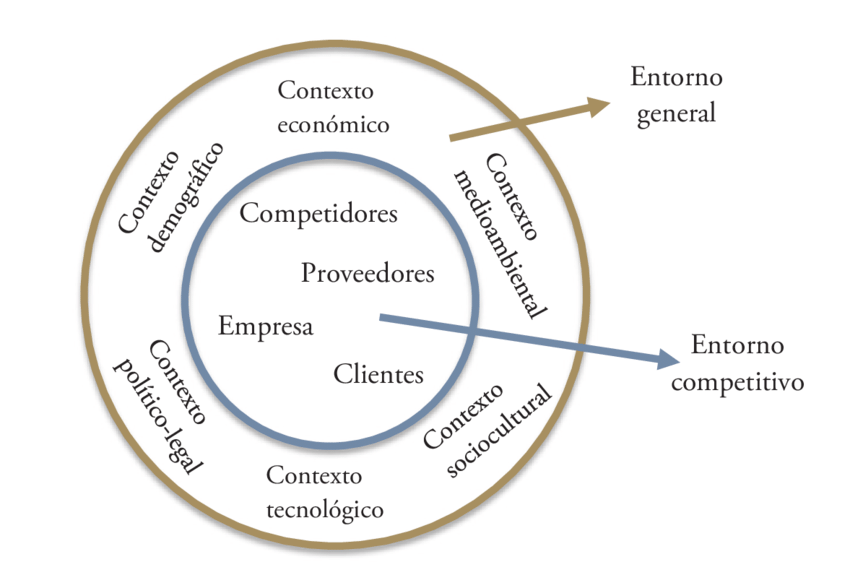 Contexto
económico
Entorno
general
Contexto
demográfico
Contexto
medioambiental
Competidores
Proveedores
Empresa
Clientes
Entorno
competitivo
Contexto
político-legal
Contexto
sociocultural
Contexto
tecnológico